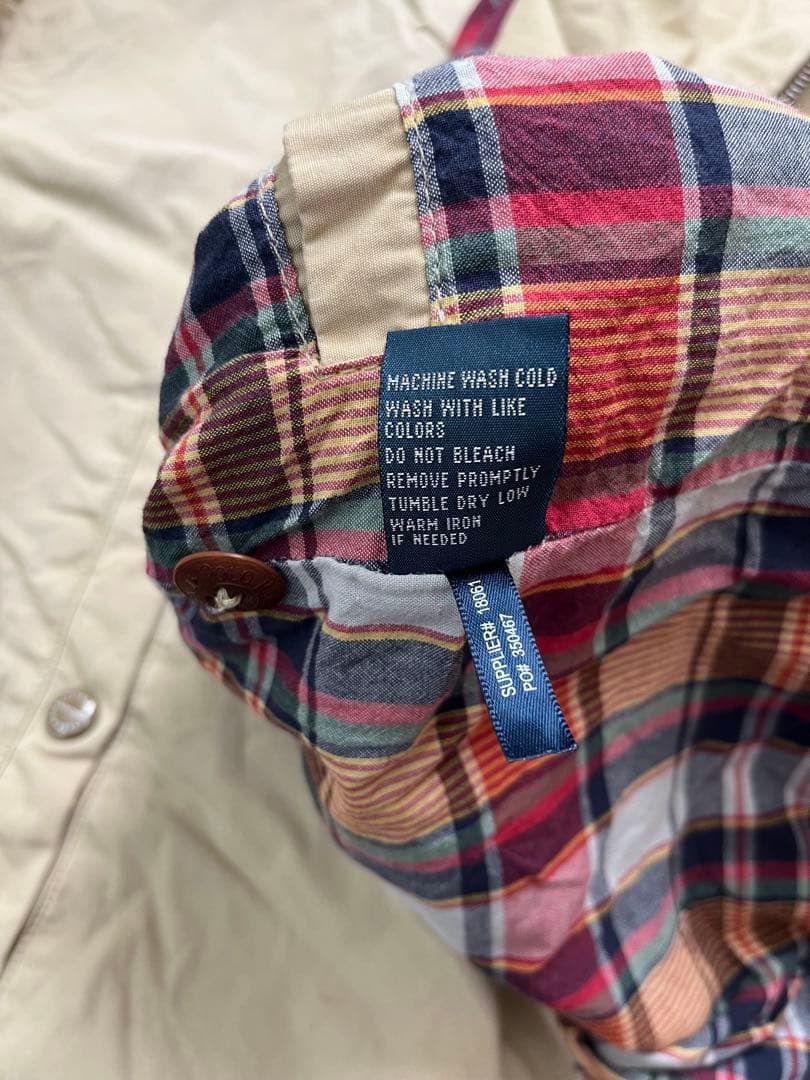 MACHINE WASH COLD
WASH WITH LIKE
COLORS
DO NOT BLEACH
REMOVE PROMPTLY
TUMBLE DRY LOW
WARM IRON
IF NEEDED
SUPPLIER# 18061
PO# 350467